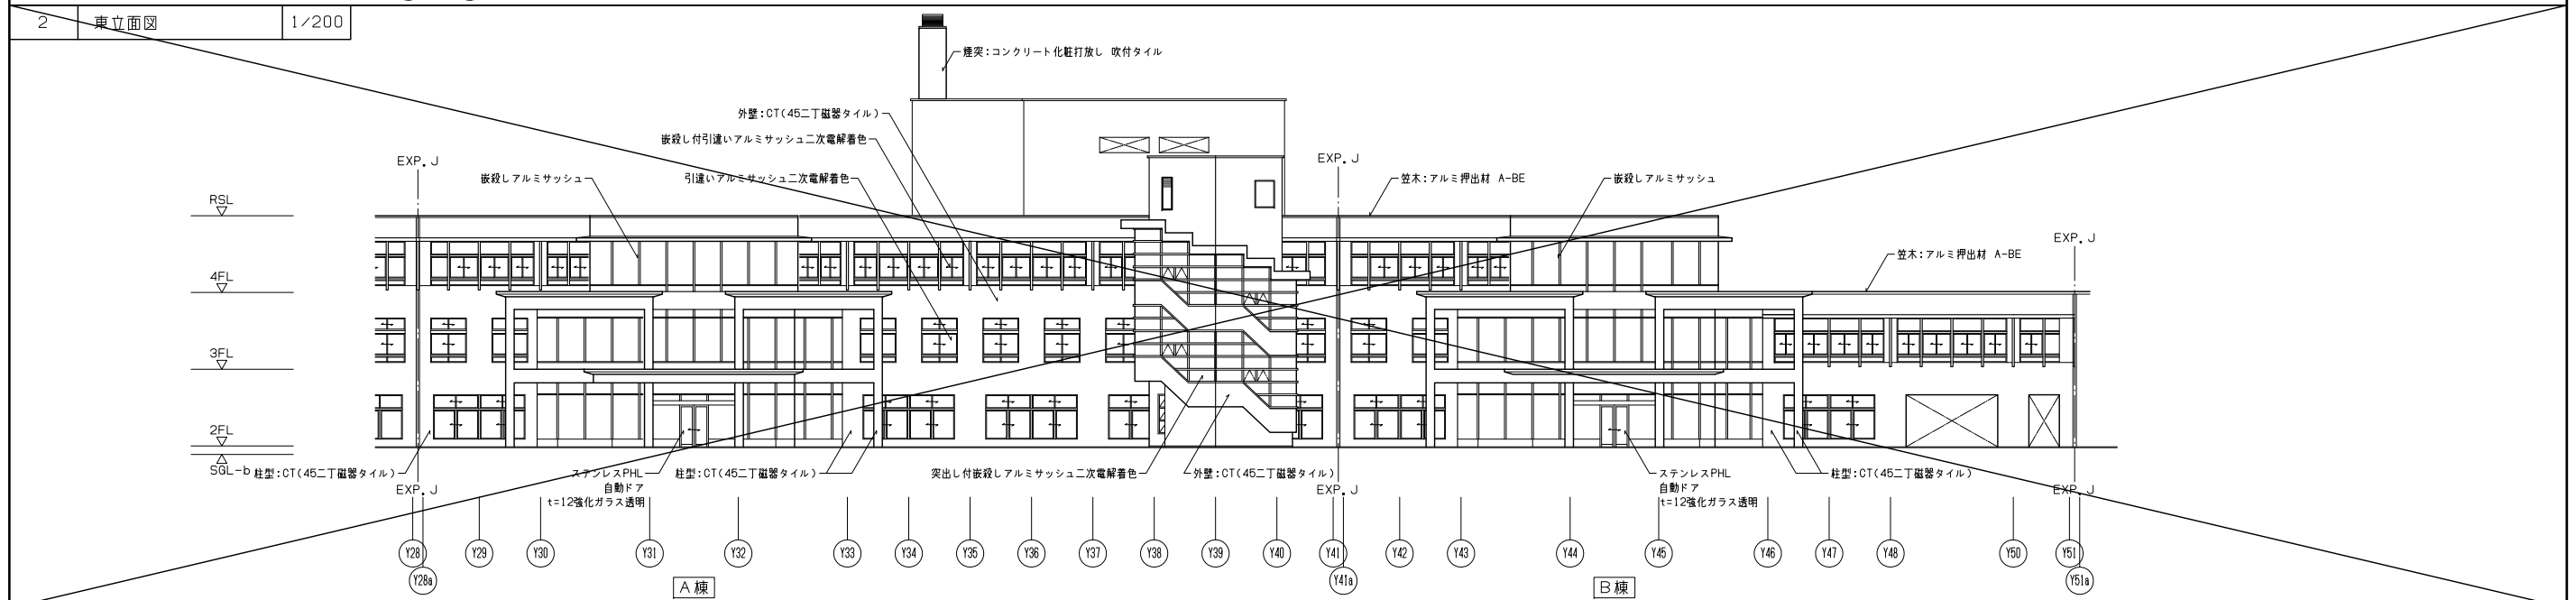 2 東立面図 1/200
煙突：コンクリート化粧打放し 吹付タイル
外壁：CT(45二丁磁器タイル)
嵌殺し付引違いアルミサッシュ二次電解着色
EXP. J
EXP. J
嵌殺しアルミサッシュ
引違いアルミサッシュ二次電解着色
笠木：アルミ押出材 A-BE
嵌殺しアルミサッシュ
RSL
EXP. J
笠木：アルミ押出材 A-BE
4FL
3FL
2FL
SGL-b
柱型：CT(45二丁磁器タイル)
ステンレスPHL
自動ドア
t=12強化ガラス透明
柱型：CT(45二丁磁器タイル)
突出し付嵌殺しアルミサッシュ二次電解着色
外壁：CT(45二丁磁器タイル)
ステンレスPHL
自動ドア
t=12強化ガラス透明
柱型：CT(45二丁磁器タイル)
EXP. J
EXP. J
EXP. J
Y28 Y29 Y30 Y31 Y32 Y33 Y34 Y35 Y36 Y37 Y38 Y39 Y40 Y41 Y42 Y43 Y44 Y45 Y46 Y47 Y48 Y50 Y51
Y28a Y41a Y51a
A棟 B棟